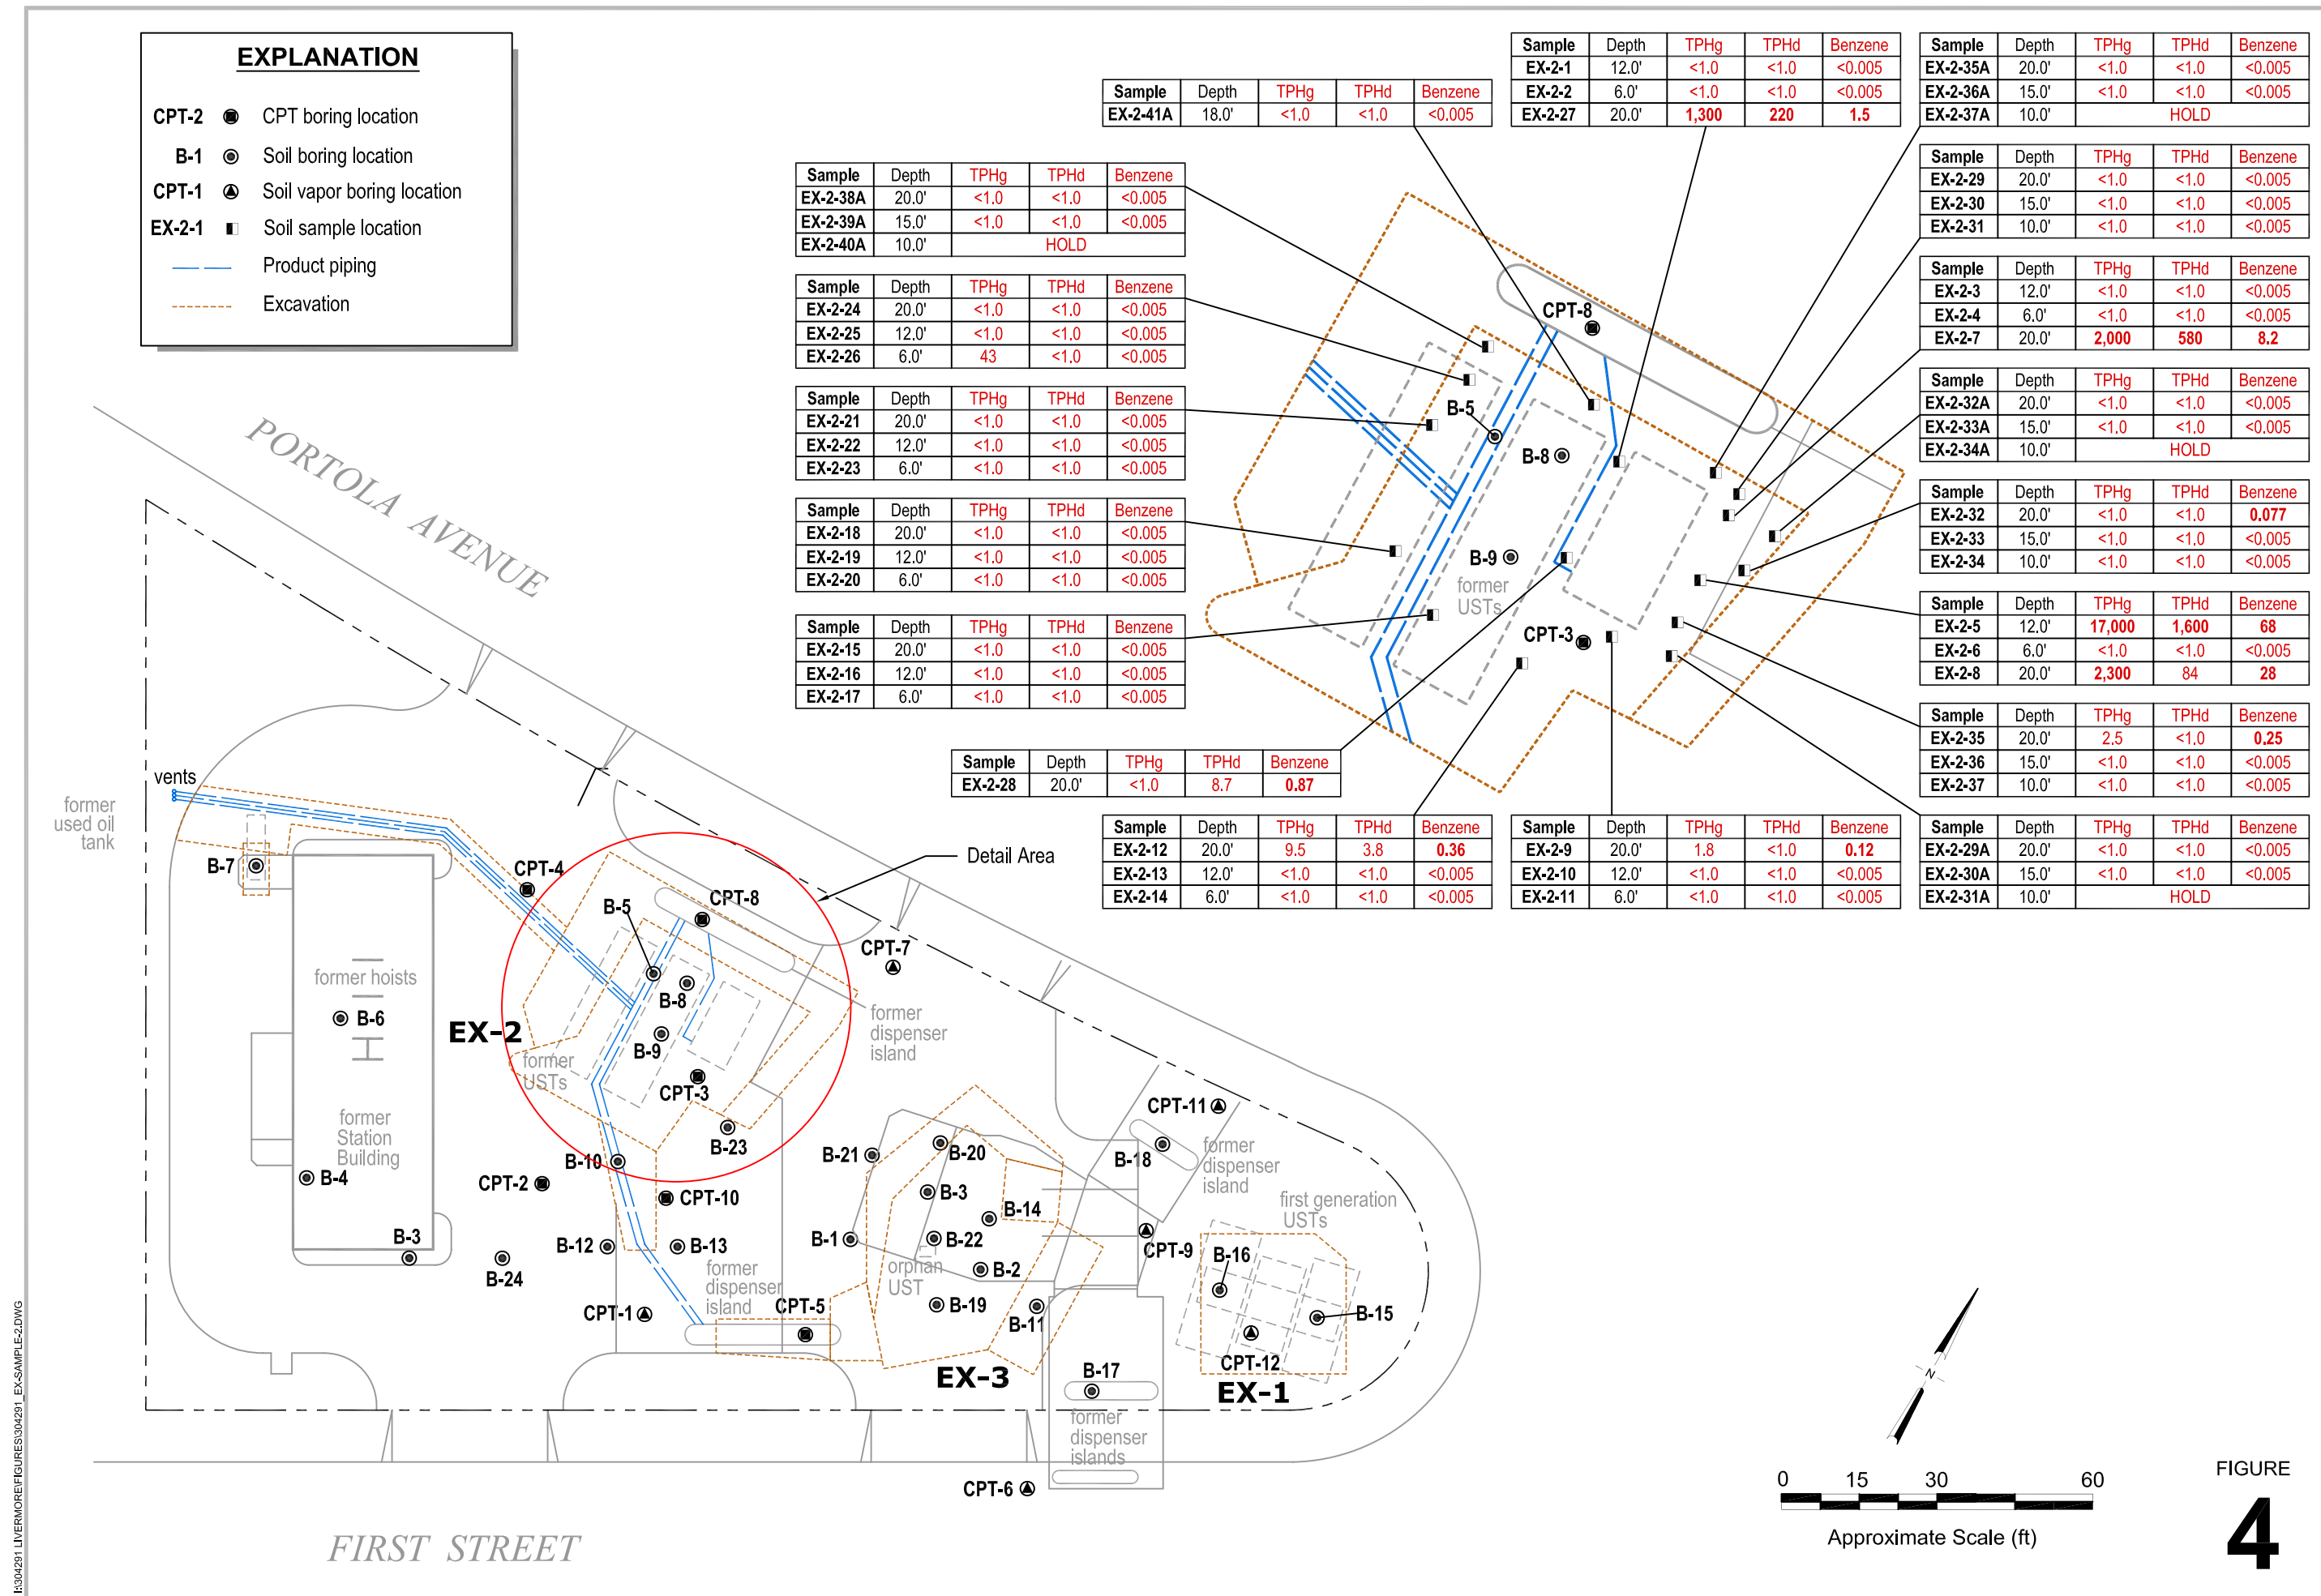 EXPLANATION
CPT-2 CPT boring location
B-1 Soil boring location
CPT-1 Soil vapor boring location
EX-2-1 Soil sample location
Product piping
Excavation
Sample Depth TPHg TPHd Benzene
EX-2-41A 18.0' <1.0 <1.0 <0.005
Sample Depth TPHg TPHd Benzene
EX-2-1 12.0' <1.0 <1.0 <0.005
EX-2-2 6.0' <1.0 <1.0 <0.005
EX-2-27 20.0' 1,300 220 1.5
Sample Depth TPHg TPHd Benzene
EX-2-35A 20.0' <1.0 <1.0 <0.005
EX-2-36A 15.0' <1.0 <1.0 <0.005
EX-2-37A 10.0' HOLD
Sample Depth TPHg TPHd Benzene
EX-2-38A 20.0' <1.0 <1.0 <0.005
EX-2-39A 15.0' <1.0 <1.0 <0.005
EX-2-40A 10.0' HOLD
Sample Depth TPHg TPHd Benzene
EX-2-24 20.0' <1.0 <1.0 <0.005
EX-2-25 12.0' <1.0 <1.0 <0.005
EX-2-26 6.0' 43 <1.0 <0.005
Sample Depth TPHg TPHd Benzene
EX-2-21 20.0' <1.0 <1.0 <0.005
EX-2-22 12.0' <1.0 <1.0 <0.005
EX-2-23 6.0' <1.0 <1.0 <0.005
Sample Depth TPHg TPHd Benzene
EX-2-18 20.0' <1.0 <1.0 <0.005
EX-2-19 12.0' <1.0 <1.0 <0.005
EX-2-20 6.0' <1.0 <1.0 <0.005
Sample Depth TPHg TPHd Benzene
EX-2-15 20.0' <1.0 <1.0 <0.005
EX-2-16 12.0' <1.0 <1.0 <0.005
EX-2-17 6.0' <1.0 <1.0 <0.005
Sample Depth TPHg TPHd Benzene
EX-2-28 20.0' <1.0 8.7 0.87
Sample Depth TPHg TPHd Benzene
EX-2-12 20.0' 9.5 3.8 0.36
EX-2-13 12.0' <1.0 <1.0 <0.005
EX-2-14 6.0' <1.0 <1.0 <0.005
Sample Depth TPHg TPHd Benzene
EX-2-9 20.0' 1.8 <1.0 0.12
EX-2-10 12.0' <1.0 <1.0 <0.005
EX-2-11 6.0' <1.0 <1.0 <0.005
Sample Depth TPHg TPHd Benzene
EX-2-29 20.0' <1.0 <1.0 <0.005
EX-2-30 15.0' <1.0 <1.0 <0.005
EX-2-31 10.0' <1.0 <1.0 <0.005
Sample Depth TPHg TPHd Benzene
EX-2-3 12.0' <1.0 <1.0 <0.005
EX-2-4 6.0' <1.0 <1.0 <0.005
EX-2-7 20.0' 2,000 580 8.2
Sample Depth TPHg TPHd Benzene
EX-2-32A 20.0' <1.0 <1.0 <0.005
EX-2-33A 15.0' <1.0 <1.0 <0.005
EX-2-34A 10.0' HOLD
Sample Depth TPHg TPHd Benzene
EX-2-32 20.0' <1.0 <1.0 0.077
EX-2-33 15.0' <1.0 <1.0 <0.005
EX-2-34 10.0' <1.0 <1.0 <0.005
Sample Depth TPHg TPHd Benzene
EX-2-5 12.0' 17,000 1,600 68
EX-2-6 6.0' <1.0 <1.0 <0.005
EX-2-8 20.0' 2,300 84 28
Sample Depth TPHg TPHd Benzene
EX-2-35 20.0' 2.5 <1.0 0.25
EX-2-36 15.0' <1.0 <1.0 <0.005
EX-2-37 10.0' <1.0 <1.0 <0.005
Sample Depth TPHg TPHd Benzene
EX-2-29A 20.0' <1.0 <1.0 <0.005
EX-2-30A 15.0' <1.0 <1.0 <0.005
EX-2-31A 10.0' HOLD
CPT-8
B-5
B-8
B-9
former
USTs
CPT-3
PORTOLA AVENUE
vents
former
used oil
tank
B-7
CPT-4
B-5
CPT-8
Detail Area
CPT-7
former hoists
B-6
EX-2
B-8
B-9
former
USTs
CPT-3
former
dispenser
island
former
Station
Building
B-4
B-3
B-24
CPT-2
B-10
B-23
CPT-10
B-12
B-13
CPT-1
former
dispenser
island
CPT-5
B-21
B-20
B-3
B-14
B-1
B-22
B-2
orphan
UST
B-19
B-11
EX-3
CPT-11
B-18
former
dispenser
island
CPT-9
first generation
USTs
B-16
B-15
CPT-12
EX-1
B-17
former
dispenser
islands
CPT-6
FIRST STREET
N
0 15 30 60
Approximate Scale (ft)
FIGURE
4
I:\304291 LIVERMORE\FIGURES\304291_EX-SAMPLE-2.DWG